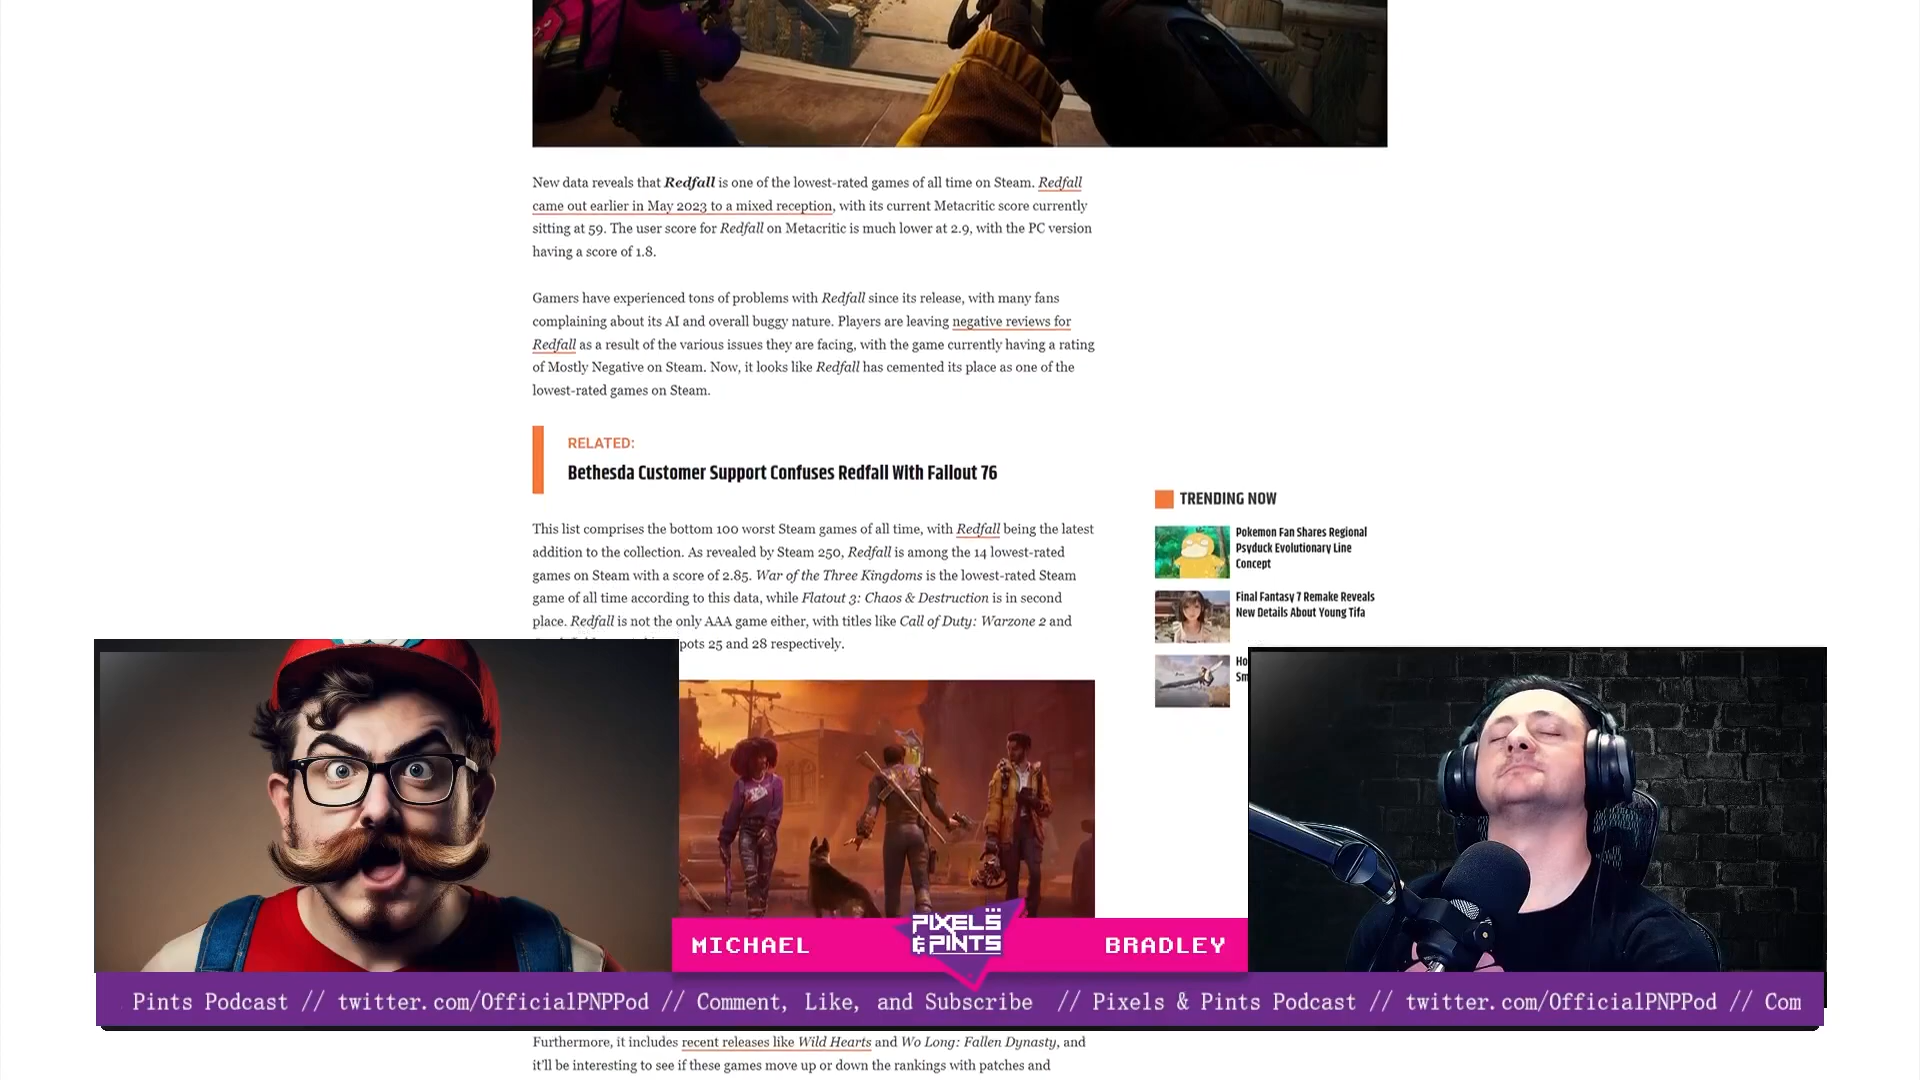 New data reveals that Redfall is one of the lowest-rated games of all time on Steam. Redfall
came out earlier in May 2023 to a mixed reception, with its current Metacritic score currently
sitting at 59. The user score for Redfall on Metacritic is much lower at 2.9, with the PC version
having a score of 1.8.
Gamers have experienced tons of problems with Redfall since its release, with many fans
complaining about its AI and overall buggy nature. Players are leaving negative reviews for
Redfall as a result of the various issues they are facing, with the game currently having a rating
of Mostly Negative on Steam. Now, it looks like Redfall has cemented its place as one of the
lowest-rated games on Steam.
RELATED:
Bethesda Customer Support Confuses Redfall With Fallout 76
This list comprises the bottom 100 worst Steam games of all time, with Redfall being the latest
addition to the collection. As revealed by Steam 250, Redfall is among the 14 lowest-rated
games on Steam with a score of 2.85. War of the Three Kingdoms is the lowest-rated Steam
game of all time according to this data, while Flatout 3: Chaos & Destruction is in second
place. Redfall is not the only AAA game either, with titles like Call of Duty: Warzone 2 and
pots 25 and 28 respectively.
TRENDING NOW
Pokemon Fan Shares Regional
Psyduck Evolutionary Line
Concept
Final Fantasy 7 Remake Reveals
New Details About Young Tifa
Ho
Sm
MICHAEL
PIXELS
& PINTS
BRADLEY
Pints Podcast // twitter.com/OfficialPNPPod // Comment, Like, and Subscribe // Pixels & Pints Podcast // twitter.com/OfficialPNPPod // Com
Furthermore, it includes recent releases like Wild Hearts and Wo Long: Fallen Dynasty, and
it'll be interesting to see if these games move up or down the rankings with patches and